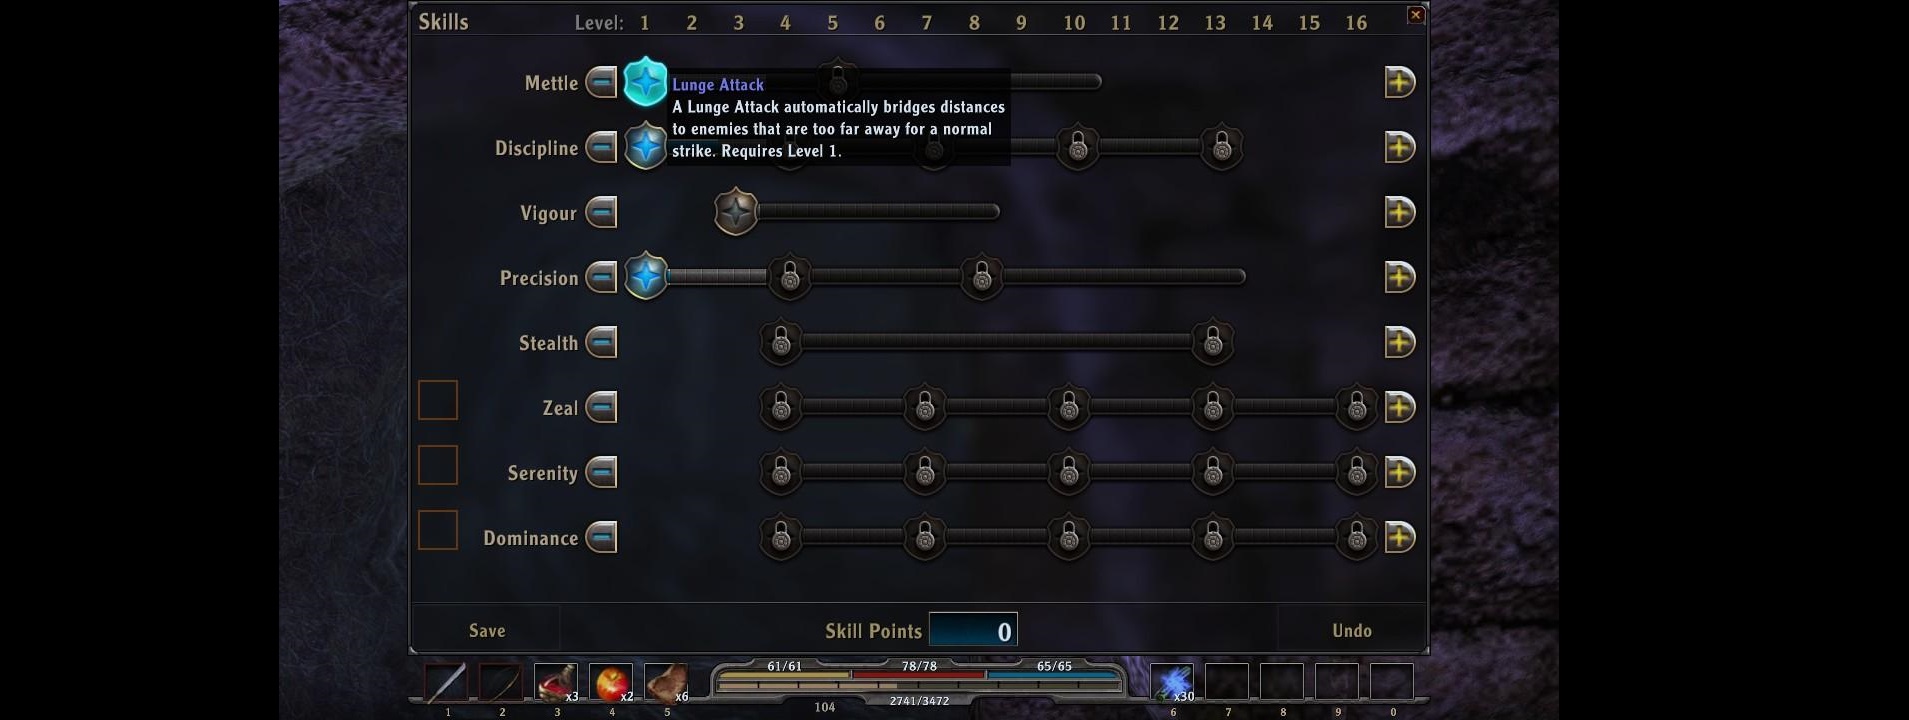 Skills Level: 1 2 3 4 5 6 7 8 9 10 11 12 13 14 15 16
Mettle
Lunge Attack
A Lunge Attack automatically bridges distances
to enemies that are too far away for a normal
strike. Requires Level 1.
Discipline
Vigour
Precision
Stealth
Zeal
Serenity
Dominance
Save Skill Points 0 Undo
61/61 78/78 65/65
x3 x2 x6 x30
2741/3472
104
1 2 3 4 5 6 7 8 9 0